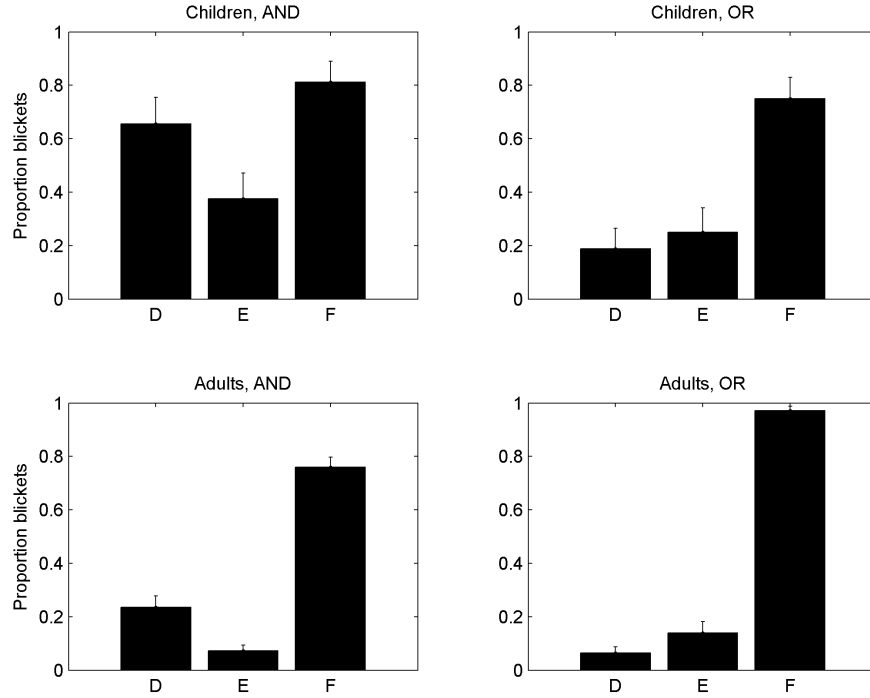 Children, AND
Children, OR
Proportion blickets
1
0.8
0.6
0.4
0.2
0
D E F
1
0.8
0.6
0.4
0.2
0
D E F
Adults, AND
Adults, OR
Proportion blickets
1
0.8
0.6
0.4
0.2
0
D E F
1
0.8
0.6
0.4
0.2
0
D E F